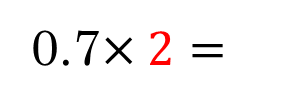 0.7× 2 =